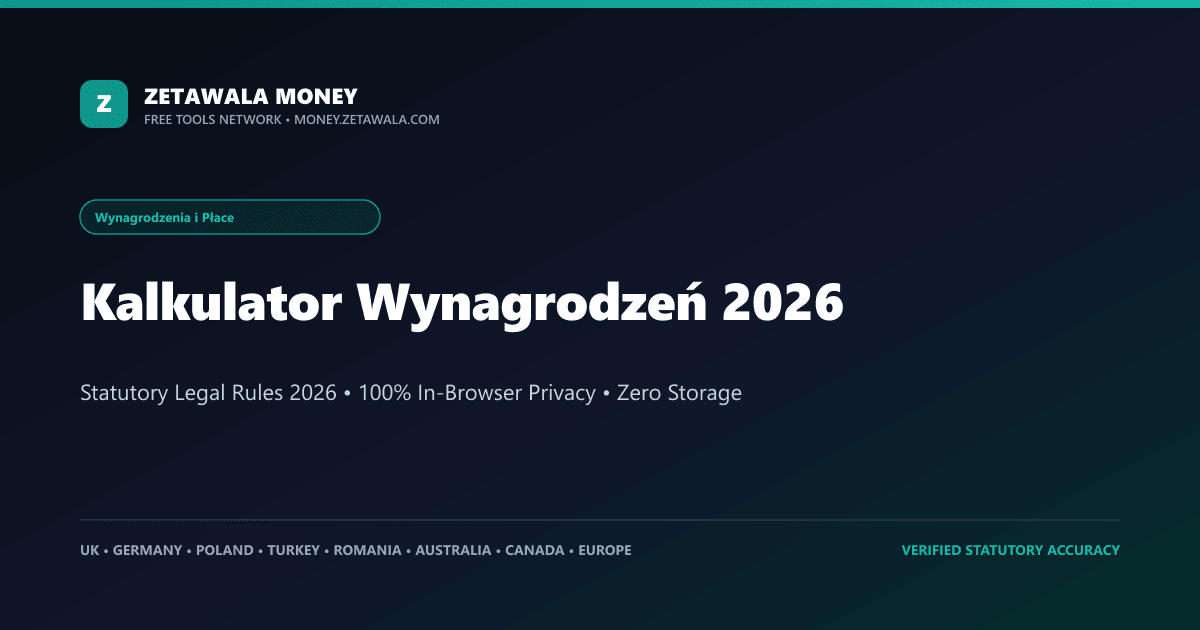 Z
ZETAWALA MONEY
FREE TOOLS NETWORK • MONEY.ZETAWALA.COM
Wynagrodzenia i Płace
Kalkulator Wynagrodzeń 2026
Statutory Legal Rules 2026 • 100% In-Browser Privacy • Zero Storage
UK • GERMANY • POLAND • TURKEY • ROMANIA • AUSTRALIA • CANADA • EUROPE
VERIFIED STATUTORY ACCURACY